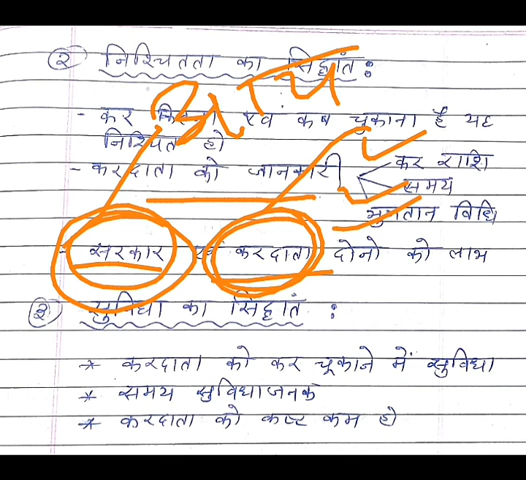 ② निश्चितता का सिद्धांत :
- कर कितना एवं कब चुकाना है यह
निश्चित हो
- करदाता को जानकारी कर राशि
समय
भुगतान विधि
- सरकार एवं करदाता दोनो को लाभ
③ सुविधा का सिद्धांत :
* करदाता को कर चूकाने में सुविधा
* समय सुविधाजनक
* करदाता को कष्ट कम हो